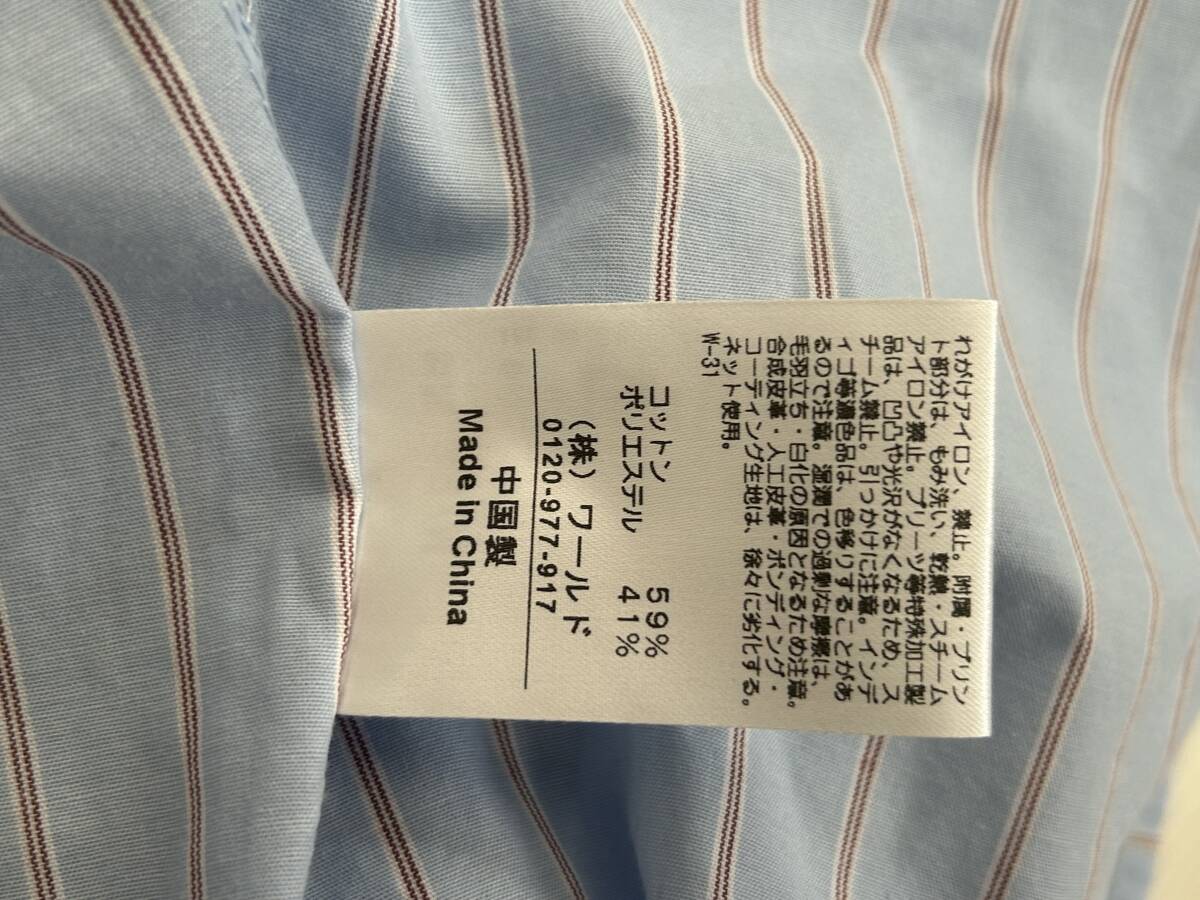 れがけアイロン、禁止。附属・プリン
ト部分は、もみ洗い、乾熱・スチーム
アイロン禁止。プリーツ等特殊加工製
品は、凹凸や光沢がなくなるため、ス
チーム禁止。引っかけに注意。インデ
ィゴ等濃色品は、色移りすることがあ
るので注意。湿潤での過剰な摩擦は、
毛羽立ち・白化の原因となるため注意。
合成皮革・人工皮革・ボンディング・
コーティング生地は、徐々に劣化する。
ネット使用。
W-31
コットン 59%
ポリエステル 41%
(株) ワールド
0120-977-917
中国製
Made in China